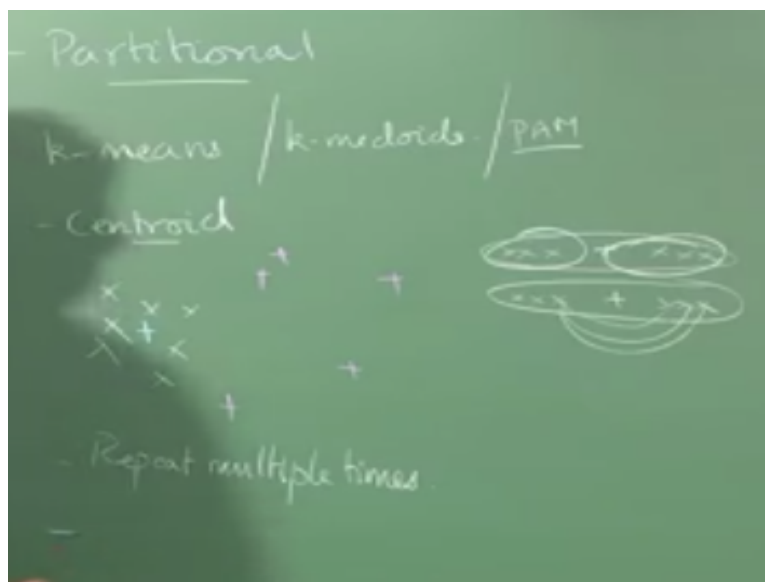 - Partitional
k-means / k-medoids. / PAM
- Centroid
- Repeat multiple times.
-